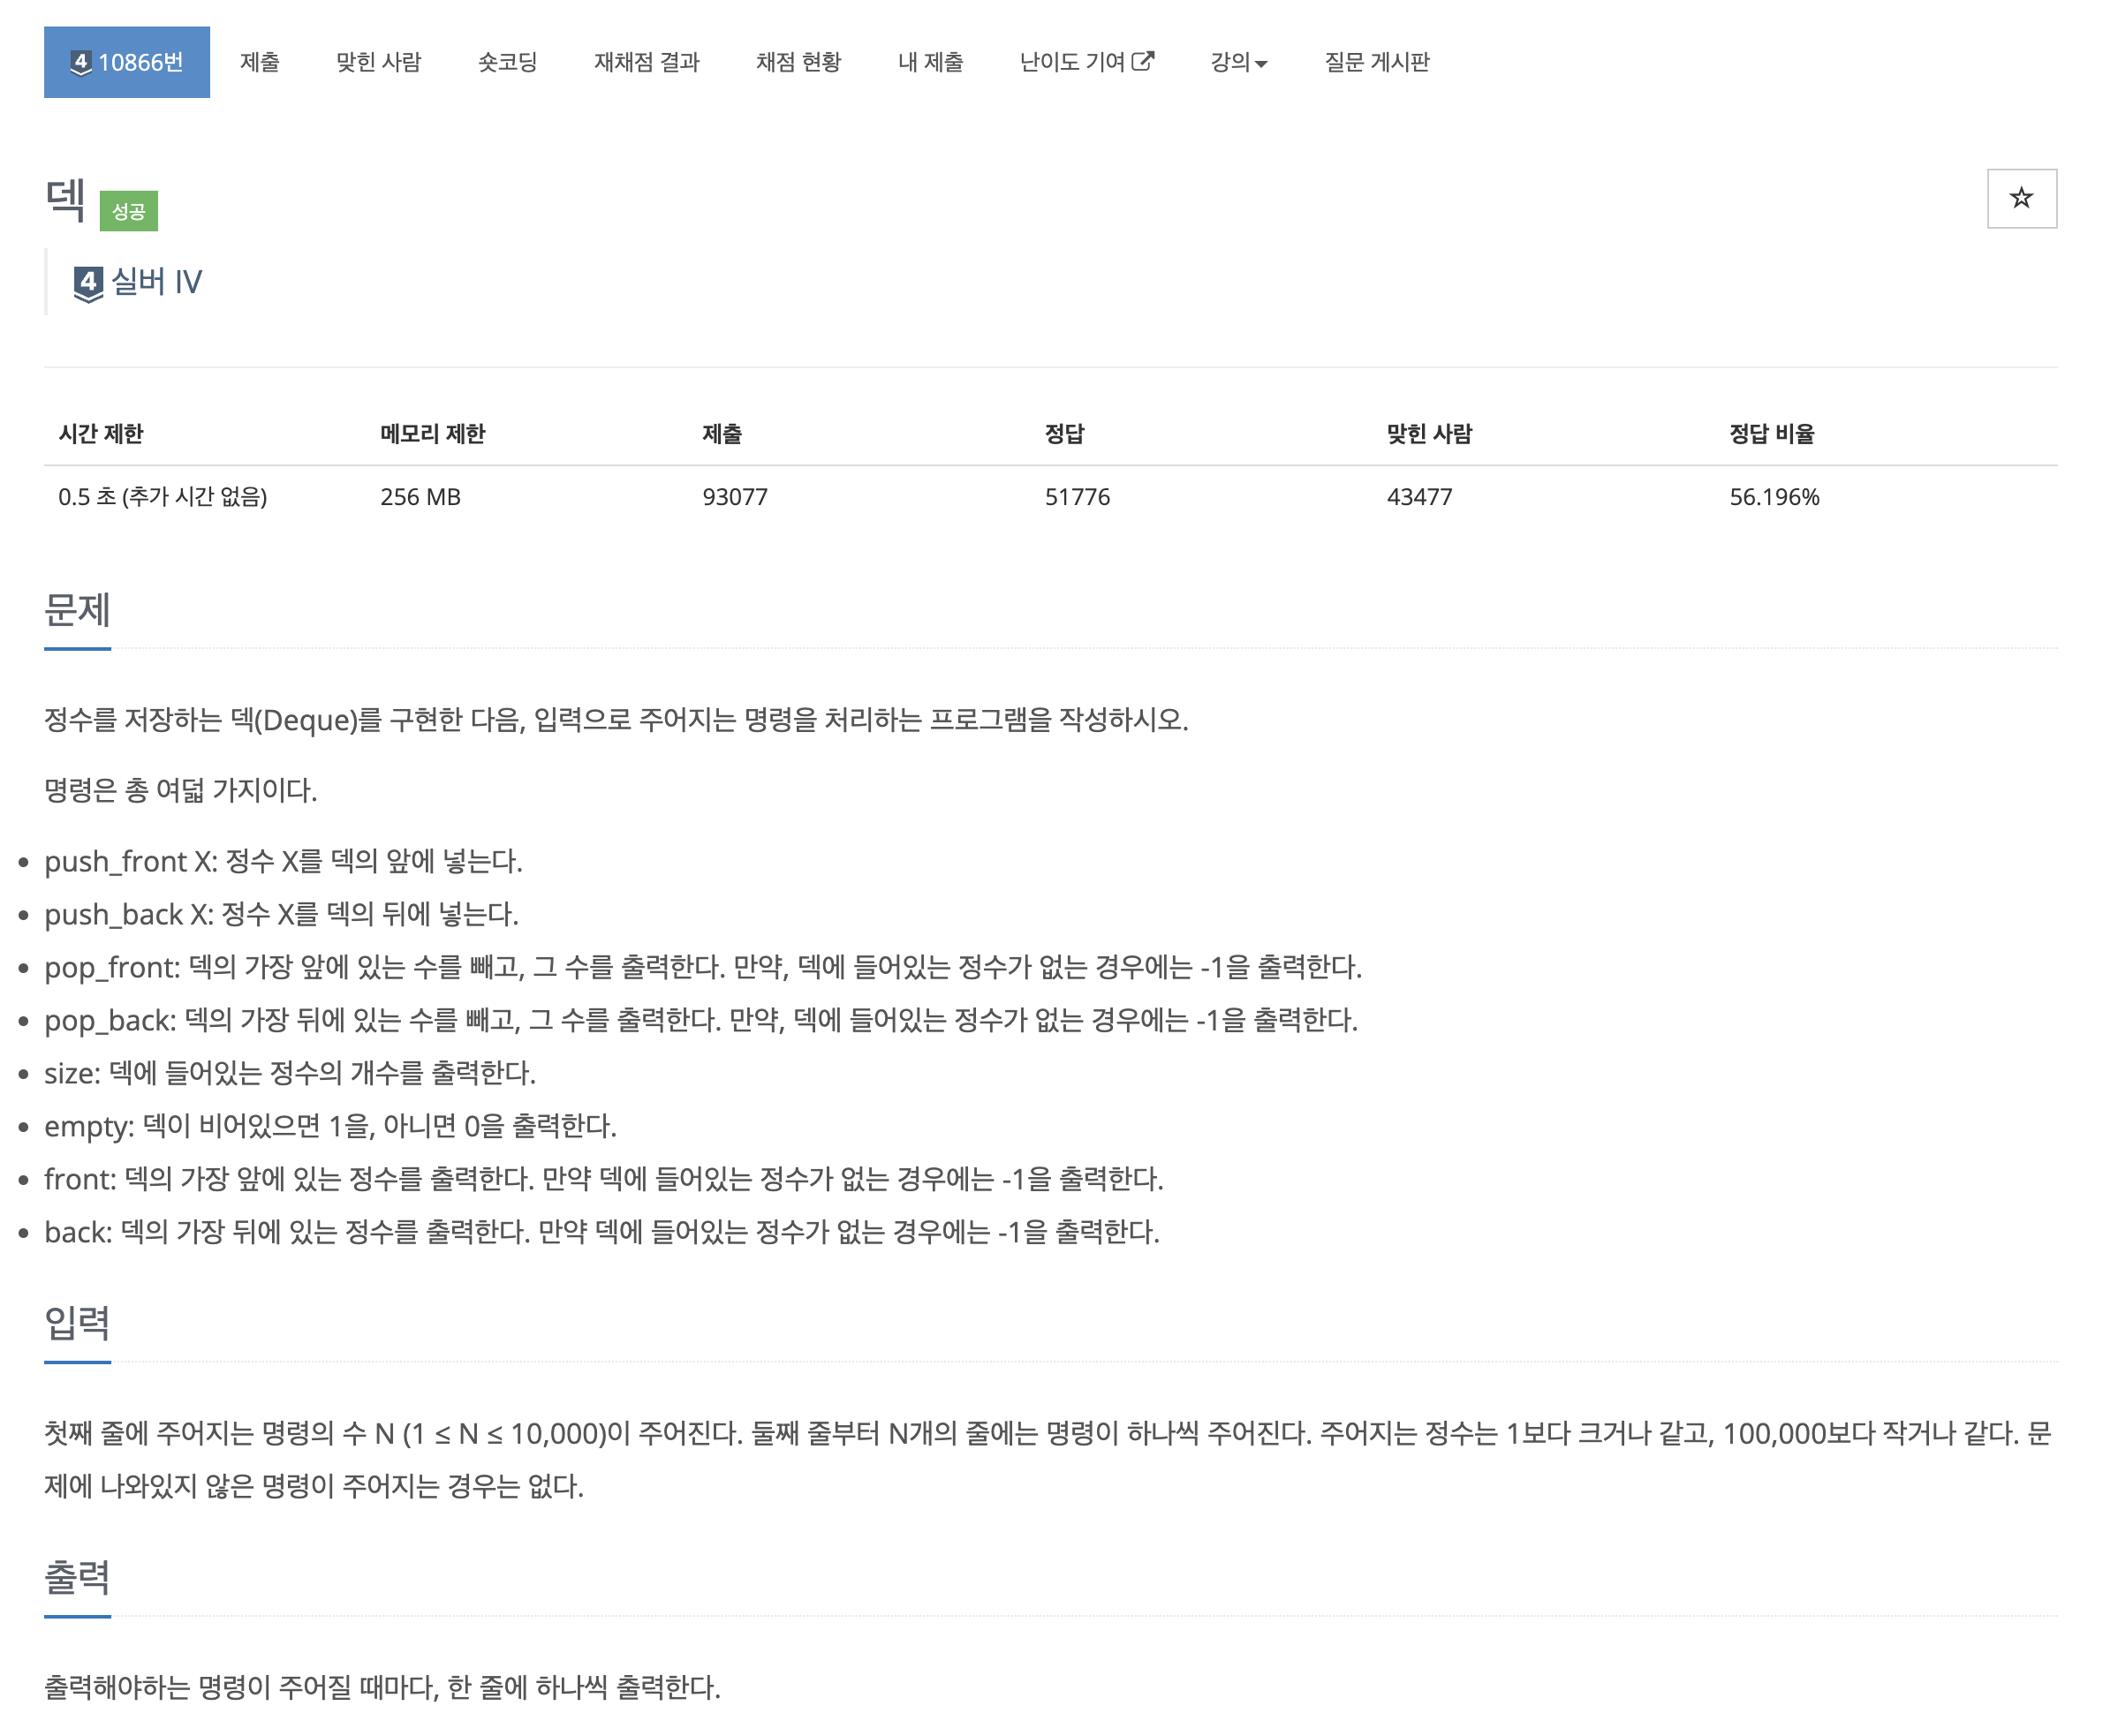 4 10866번 제출 맞힌 사람 숏코딩 재채점 결과 채점 현황 내 제출 난이도 기여 강의 질문 게시판
덱 성공
4 실버 IV
시간 제한 메모리 제한 제출 정답 맞힌 사람 정답 비율
0.5 초 (추가 시간 없음) 256 MB 93077 51776 43477 56.196%
문제
정수를 저장하는 덱(Deque)를 구현한 다음, 입력으로 주어지는 명령을 처리하는 프로그램을 작성하시오.
명령은 총 여덟 가지이다.
• push_front X: 정수 X를 덱의 앞에 넣는다.
• push_back X: 정수 X를 덱의 뒤에 넣는다.
• pop_front: 덱의 가장 앞에 있는 수를 빼고, 그 수를 출력한다. 만약, 덱에 들어있는 정수가 없는 경우에는 -1을 출력한다.
• pop_back: 덱의 가장 뒤에 있는 수를 빼고, 그 수를 출력한다. 만약, 덱에 들어있는 정수가 없는 경우에는 -1을 출력한다.
• size: 덱에 들어있는 정수의 개수를 출력한다.
• empty: 덱이 비어있으면 1을, 아니면 0을 출력한다.
• front: 덱의 가장 앞에 있는 정수를 출력한다. 만약 덱에 들어있는 정수가 없는 경우에는 -1을 출력한다.
• back: 덱의 가장 뒤에 있는 정수를 출력한다. 만약 덱에 들어있는 정수가 없는 경우에는 -1을 출력한다.
입력
첫째 줄에 주어지는 명령의 수 N (1 ≤ N ≤ 10,000)이 주어진다. 둘째 줄부터 N개의 줄에는 명령이 하나씩 주어진다. 주어지는 정수는 1보다 크거나 같고, 100,000보다 작거나 같다. 문
제에 나와있지 않은 명령이 주어지는 경우는 없다.
출력
출력해야하는 명령이 주어질 때마다, 한 줄에 하나씩 출력한다.